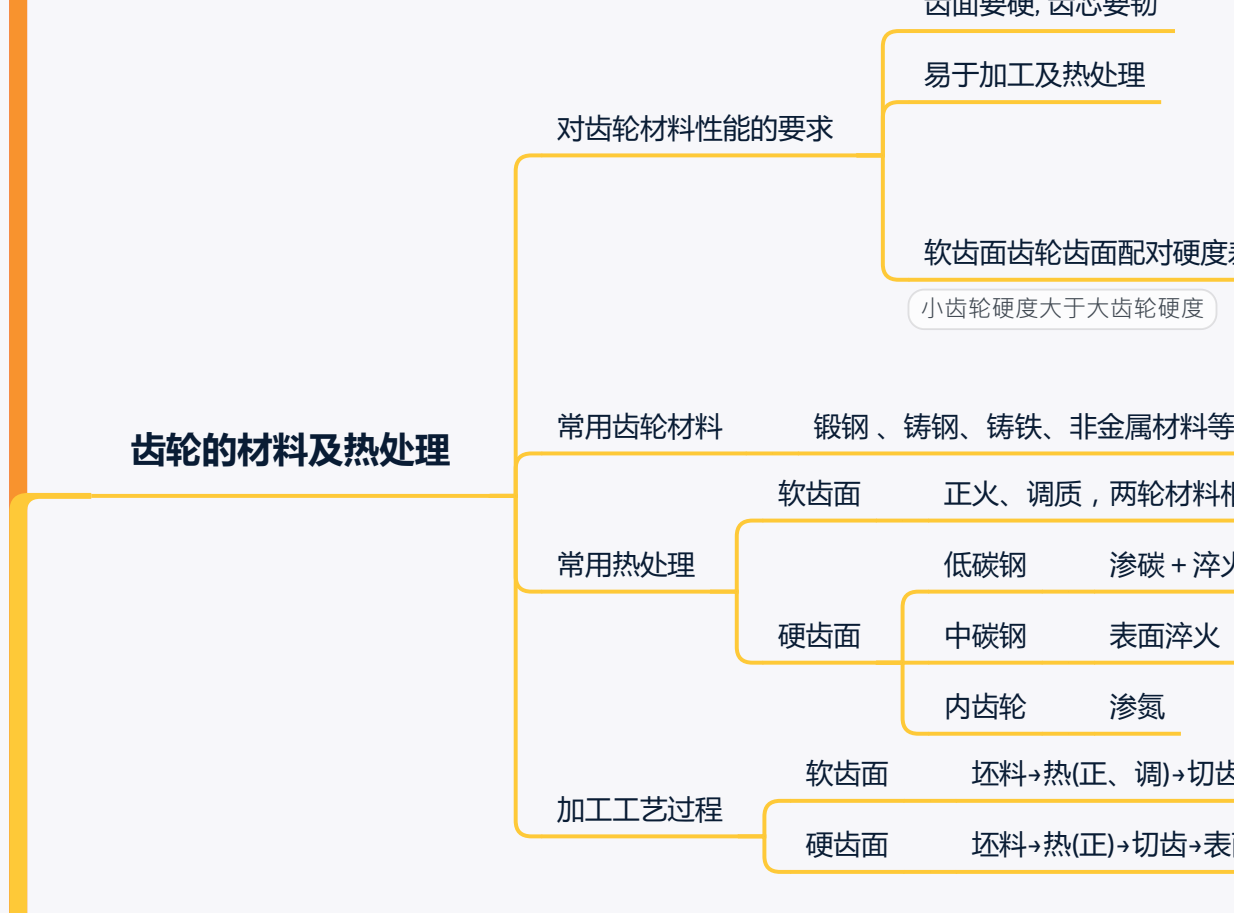 齿面要硬, 齿芯要韧
易于加工及热处理
对齿轮材料性能的要求
软齿面齿轮齿面配对硬度
小齿轮硬度大于大齿轮硬度
常用齿轮材料 锻钢 、铸钢、铸铁、非金属材料等
齿轮的材料及热处理
软齿面 正火、调质，两轮材料
常用热处理
低碳钢 渗碳 + 淬火
硬齿面
中碳钢 表面淬火
内齿轮 渗氮
软齿面 坯料→热(正、调)→切齿
加工工艺过程
硬齿面 坯料→热(正)→切齿→表